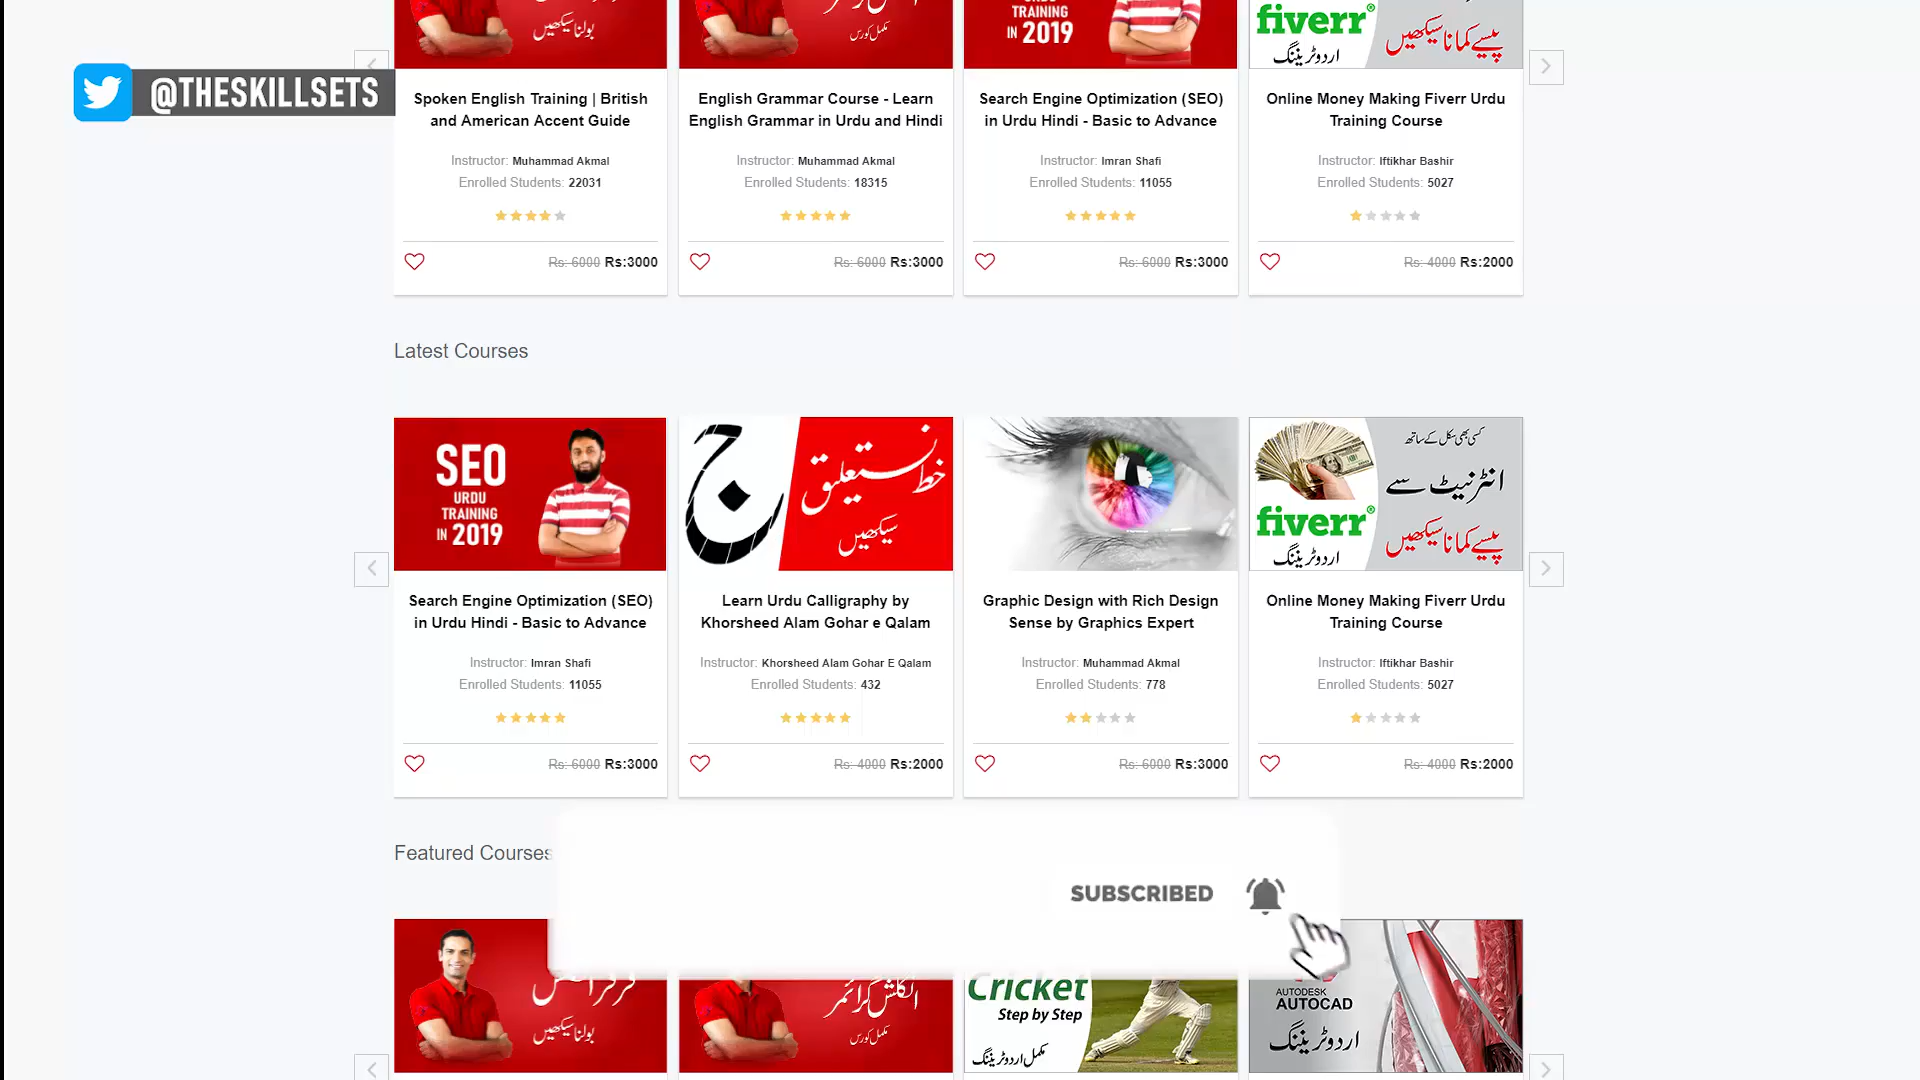 بولنا سیکھیں
مکمل کورس
TRAINING
IN 2019
fiverr®
پیسے کمانا سیکھیں
اردو ٹریننگ
@THESKILLSETS
Spoken English Training | British
and American Accent Guide
Instructor: Muhammad Akmal
Enrolled Students: 22031
Rs: 6000 Rs:3000
English Grammar Course - Learn
English Grammar in Urdu and Hindi
Instructor: Muhammad Akmal
Enrolled Students: 18315
Rs: 6000 Rs:3000
Search Engine Optimization (SEO)
in Urdu Hindi - Basic to Advance
Instructor: Imran Shafi
Enrolled Students: 11055
Rs: 6000 Rs:3000
Online Money Making Fiverr Urdu
Training Course
Instructor: Iftikhar Bashir
Enrolled Students: 5027
Rs: 4000 Rs:2000
Latest Courses
SEO
URDU
TRAINING
IN 2019
Search Engine Optimization (SEO)
in Urdu Hindi - Basic to Advance
Instructor: Imran Shafi
Enrolled Students: 11055
Rs: 6000 Rs:3000
ج
خط نستعلیق
سیکھیں
Learn Urdu Calligraphy by
Khorsheed Alam Gohar e Qalam
Instructor: Khorsheed Alam Gohar E Qalam
Enrolled Students: 432
Rs: 4000 Rs:2000
Graphic Design with Rich Design
Sense by Graphics Expert
Instructor: Muhammad Akmal
Enrolled Students: 778
Rs: 6000 Rs:3000
کسی بھی سکل کے ساتھ
انٹرنیٹ سے
پیسے کمانا سیکھیں
fiverr®
اردو ٹریننگ
Online Money Making Fiverr Urdu
Training Course
Instructor: Iftikhar Bashir
Enrolled Students: 5027
Rs: 4000 Rs:2000
Featured Courses
SUBSCRIBED
بولنا سیکھیں
انگلش گرائمر
مکمل کورس
Cricket
Step by Step
مکمل اردو ٹریننگ
AUTODESK
AUTOCAD
اردو ٹریننگ